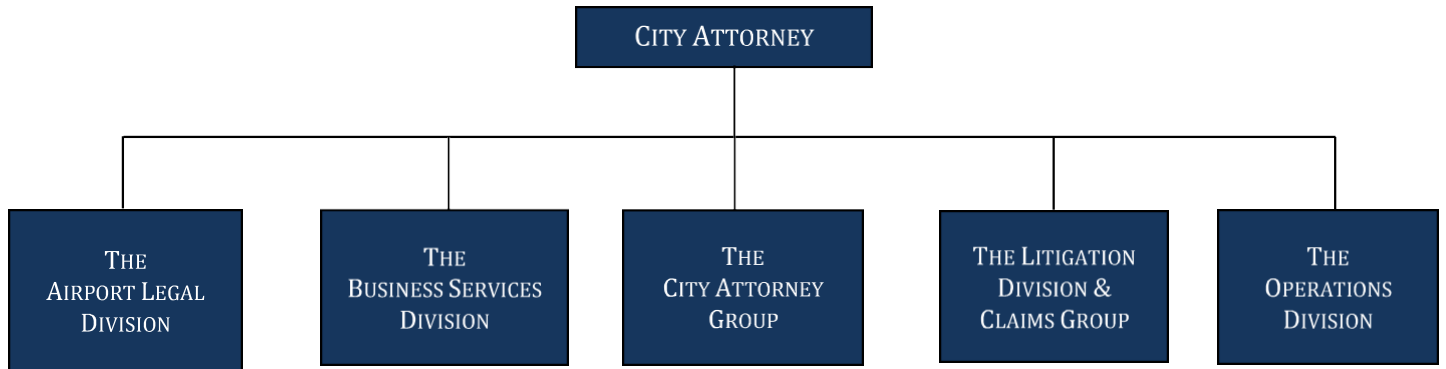 CITY ATTORNEY
THE
AIRPORT LEGAL
DIVISION
THE
BUSINESS SERVICES
DIVISION
THE
CITY ATTORNEY
GROUP
THE LITIGATION
DIVISION &
CLAIMS GROUP
THE
OPERATIONS
DIVISION